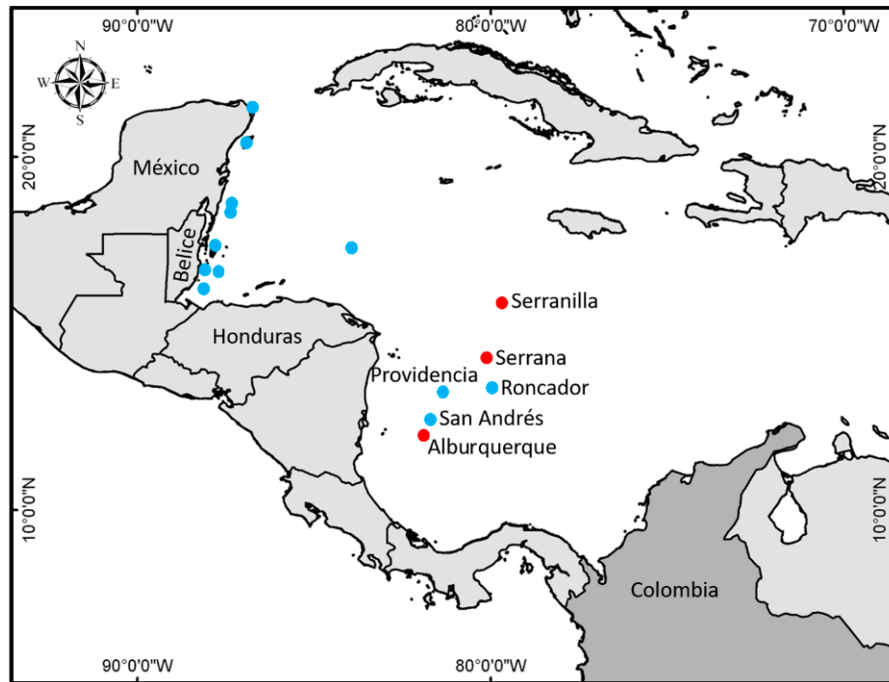 90°0'0"W 80°0'0"W 70°0'0"W
N
W E
S
20°0'0"N
20°0'0"N
México
Belice
Serranilla
Honduras
Serrana
Providencia
Roncador
San Andrés
Alburquerque
10°0'0"N
10°0'0"N
Colombia
90°0'0"W 80°0'0"W